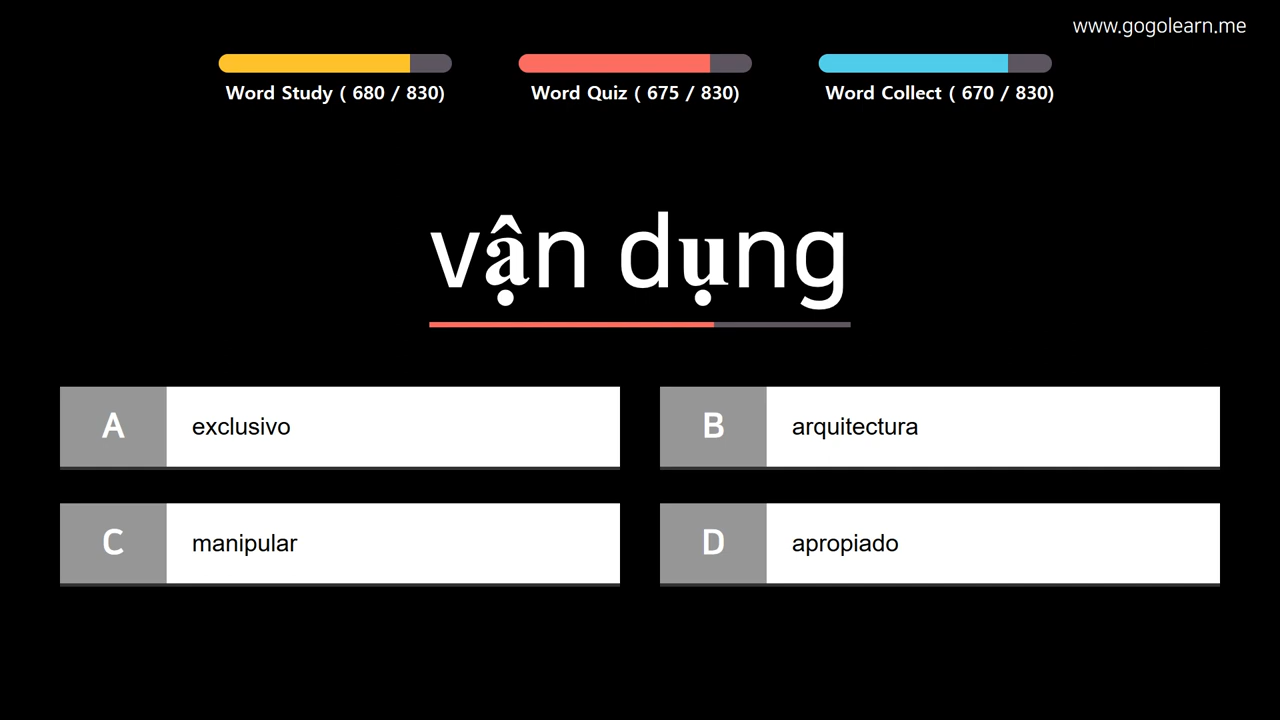 www.gogolearn.me
Word Study ( 680 / 830)
Word Quiz ( 675 / 830)
Word Collect ( 670 / 830)
vận dụng
A exclusivo
B arquitectura
C manipular
D apropiado